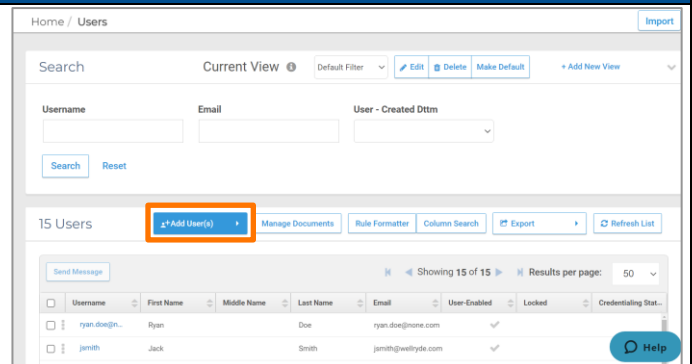 Home / Users Import
Search Current View Default Filter Edit Delete Make Default + Add New View
Username Email User - Created Dttm
Search Reset
15 Users +Add User(s) Manage Documents Rule Formatter Column Search Export Refresh List
Send Message Showing 15 of 15 Results per page: 50
Username First Name Middle Name Last Name Email User-Enabled Locked Credentialing Stat...
ryan.doe@n... Ryan Doe ryan.doe@none.com
jsmith Jack Smith jsmith@wellryde.com
Help